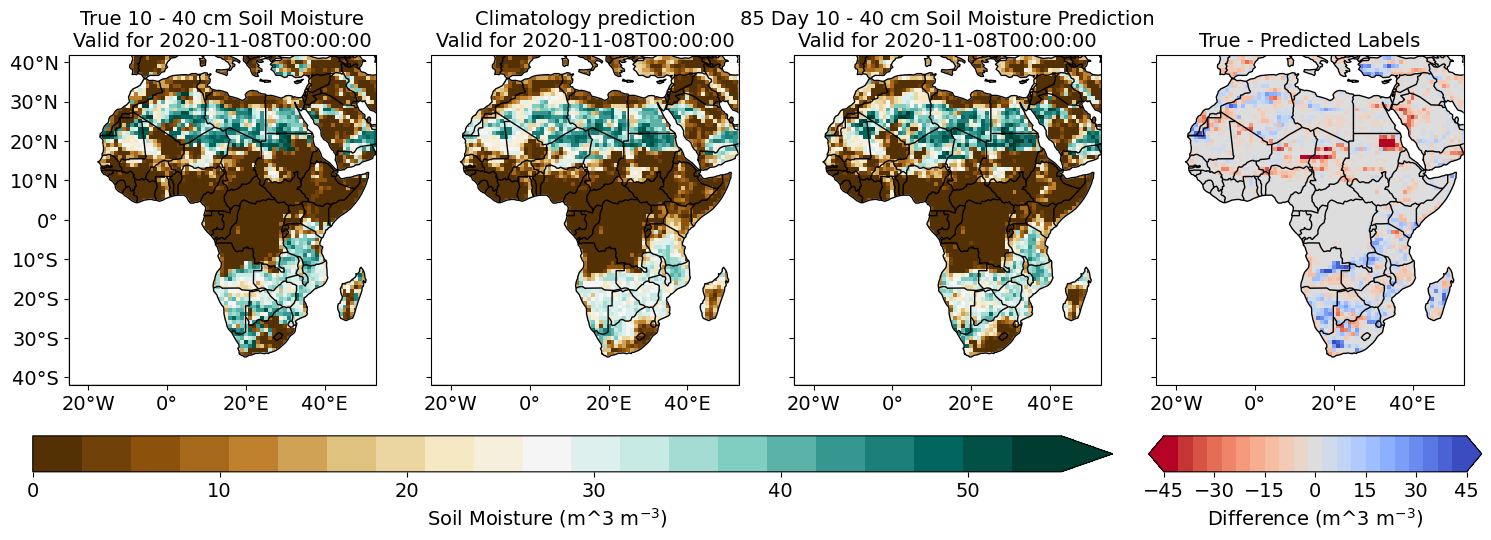 True 10 - 40 cm Soil Moisture
Valid for 2020-11-08T00:00:00
Climatology prediction
Valid for 2020-11-08T00:00:00
85 Day 10 - 40 cm Soil Moisture Prediction
Valid for 2020-11-08T00:00:00
True - Predicted Labels
40°N
30°N
20°N
10°N
0°
10°S
20°S
30°S
40°S
20°W 0° 20°E 40°E
20°W 0° 20°E 40°E
20°W 0° 20°E 40°E
20°W 0° 20°E 40°E
0 10 20 30 40 50
Soil Moisture (m^3 m⁻³)
−45 −30 −15 0 15 30 45
Difference (m^3 m⁻³)